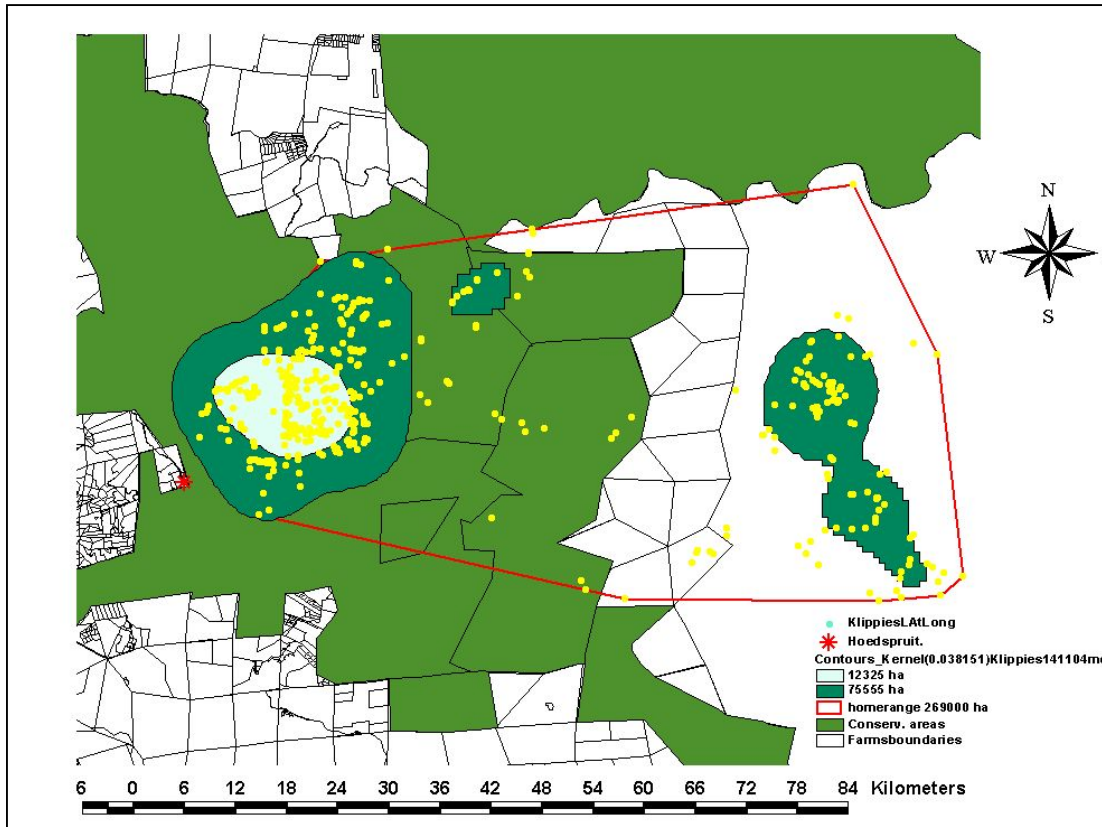 N
W
S
KlippiesLAtLong
Hoedspruit.
Contours_Kernel(0.038151)Klippies141104me
12325 ha
75555 ha
homerange 269000 ha
Conserv. areas
Farmsboundaries
6 0 6 12 18 24 30 36 42 48 54 60 66 72 78 84 Kilometers